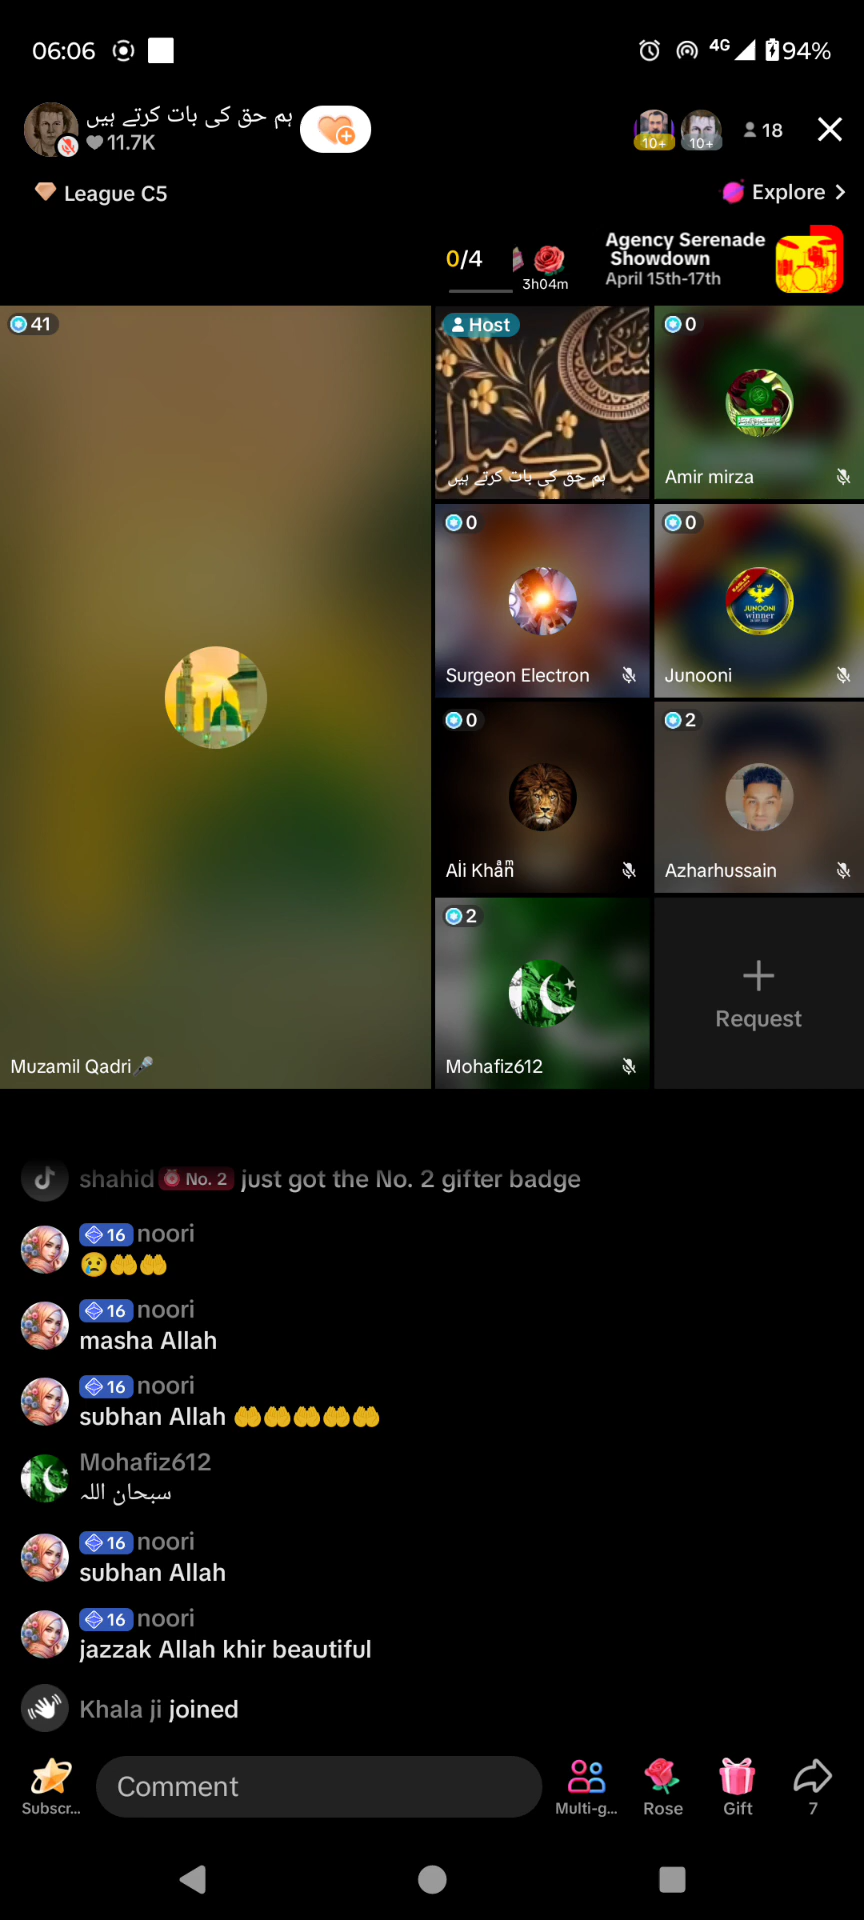 06:06
4G
94%
ہم حق کی بات کرتے ہیں
11.7K
10+
10+
18
League C5
Explore
0/4
3h04m
Agency Serenade
Showdown
April 15th-17th
41
Host
ہم حق کی بات کرتے ہیں
0
Amir mirza
0
Surgeon Electron
0
JUNOONI
winner
Junooni
0
Ali Khan
2
Azharhussain
2
Mohafiz612
Request
Muzamil Qadri🎤
shahid No. 2 just got the No. 2 gifter badge
16 noori
😢🤲🤲
16 noori
masha Allah
16 noori
subhan Allah 🤲🤲🤲🤲🤲
Mohafiz612
سبحان اللہ
16 noori
subhan Allah
16 noori
jazzak Allah khir beautiful
Khala ji joined
Subscr...
Comment
Multi-g...
Rose
Gift
7